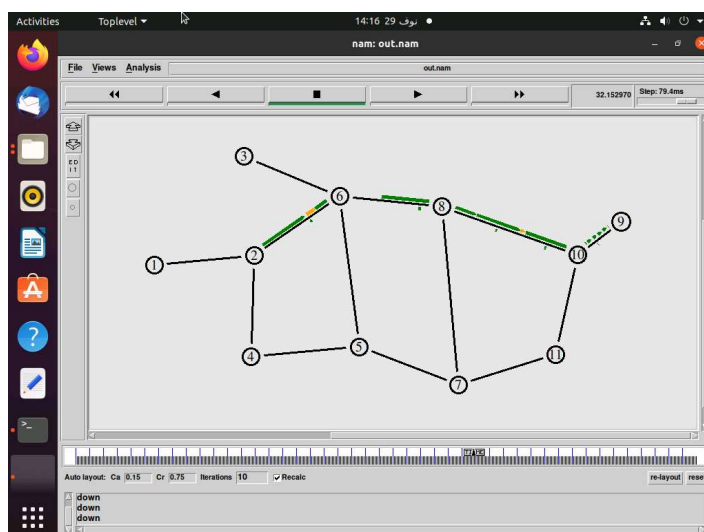 Activities Toplevel 14:16 29 نوف
nam: out.nam
File Views Analysis out.nam
32.152970 Step: 79.4ms
E D
I T
3
6
8
9
2
10
1
5
11
4
7
TIME
Auto layout: Ca 0.15 Cr 0.75 Iterations 10 Recalc re-layout reset
down
down
down